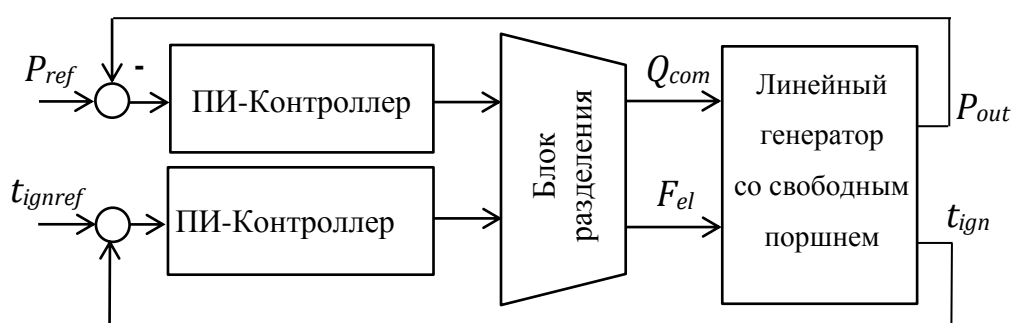 P_ref
-
ПИ-Контроллер
Q_com
Линейный
генератор
со свободным
поршнем
P_out
Блок
разделения
t_ignref
ПИ-Контроллер
F_el
t_ign